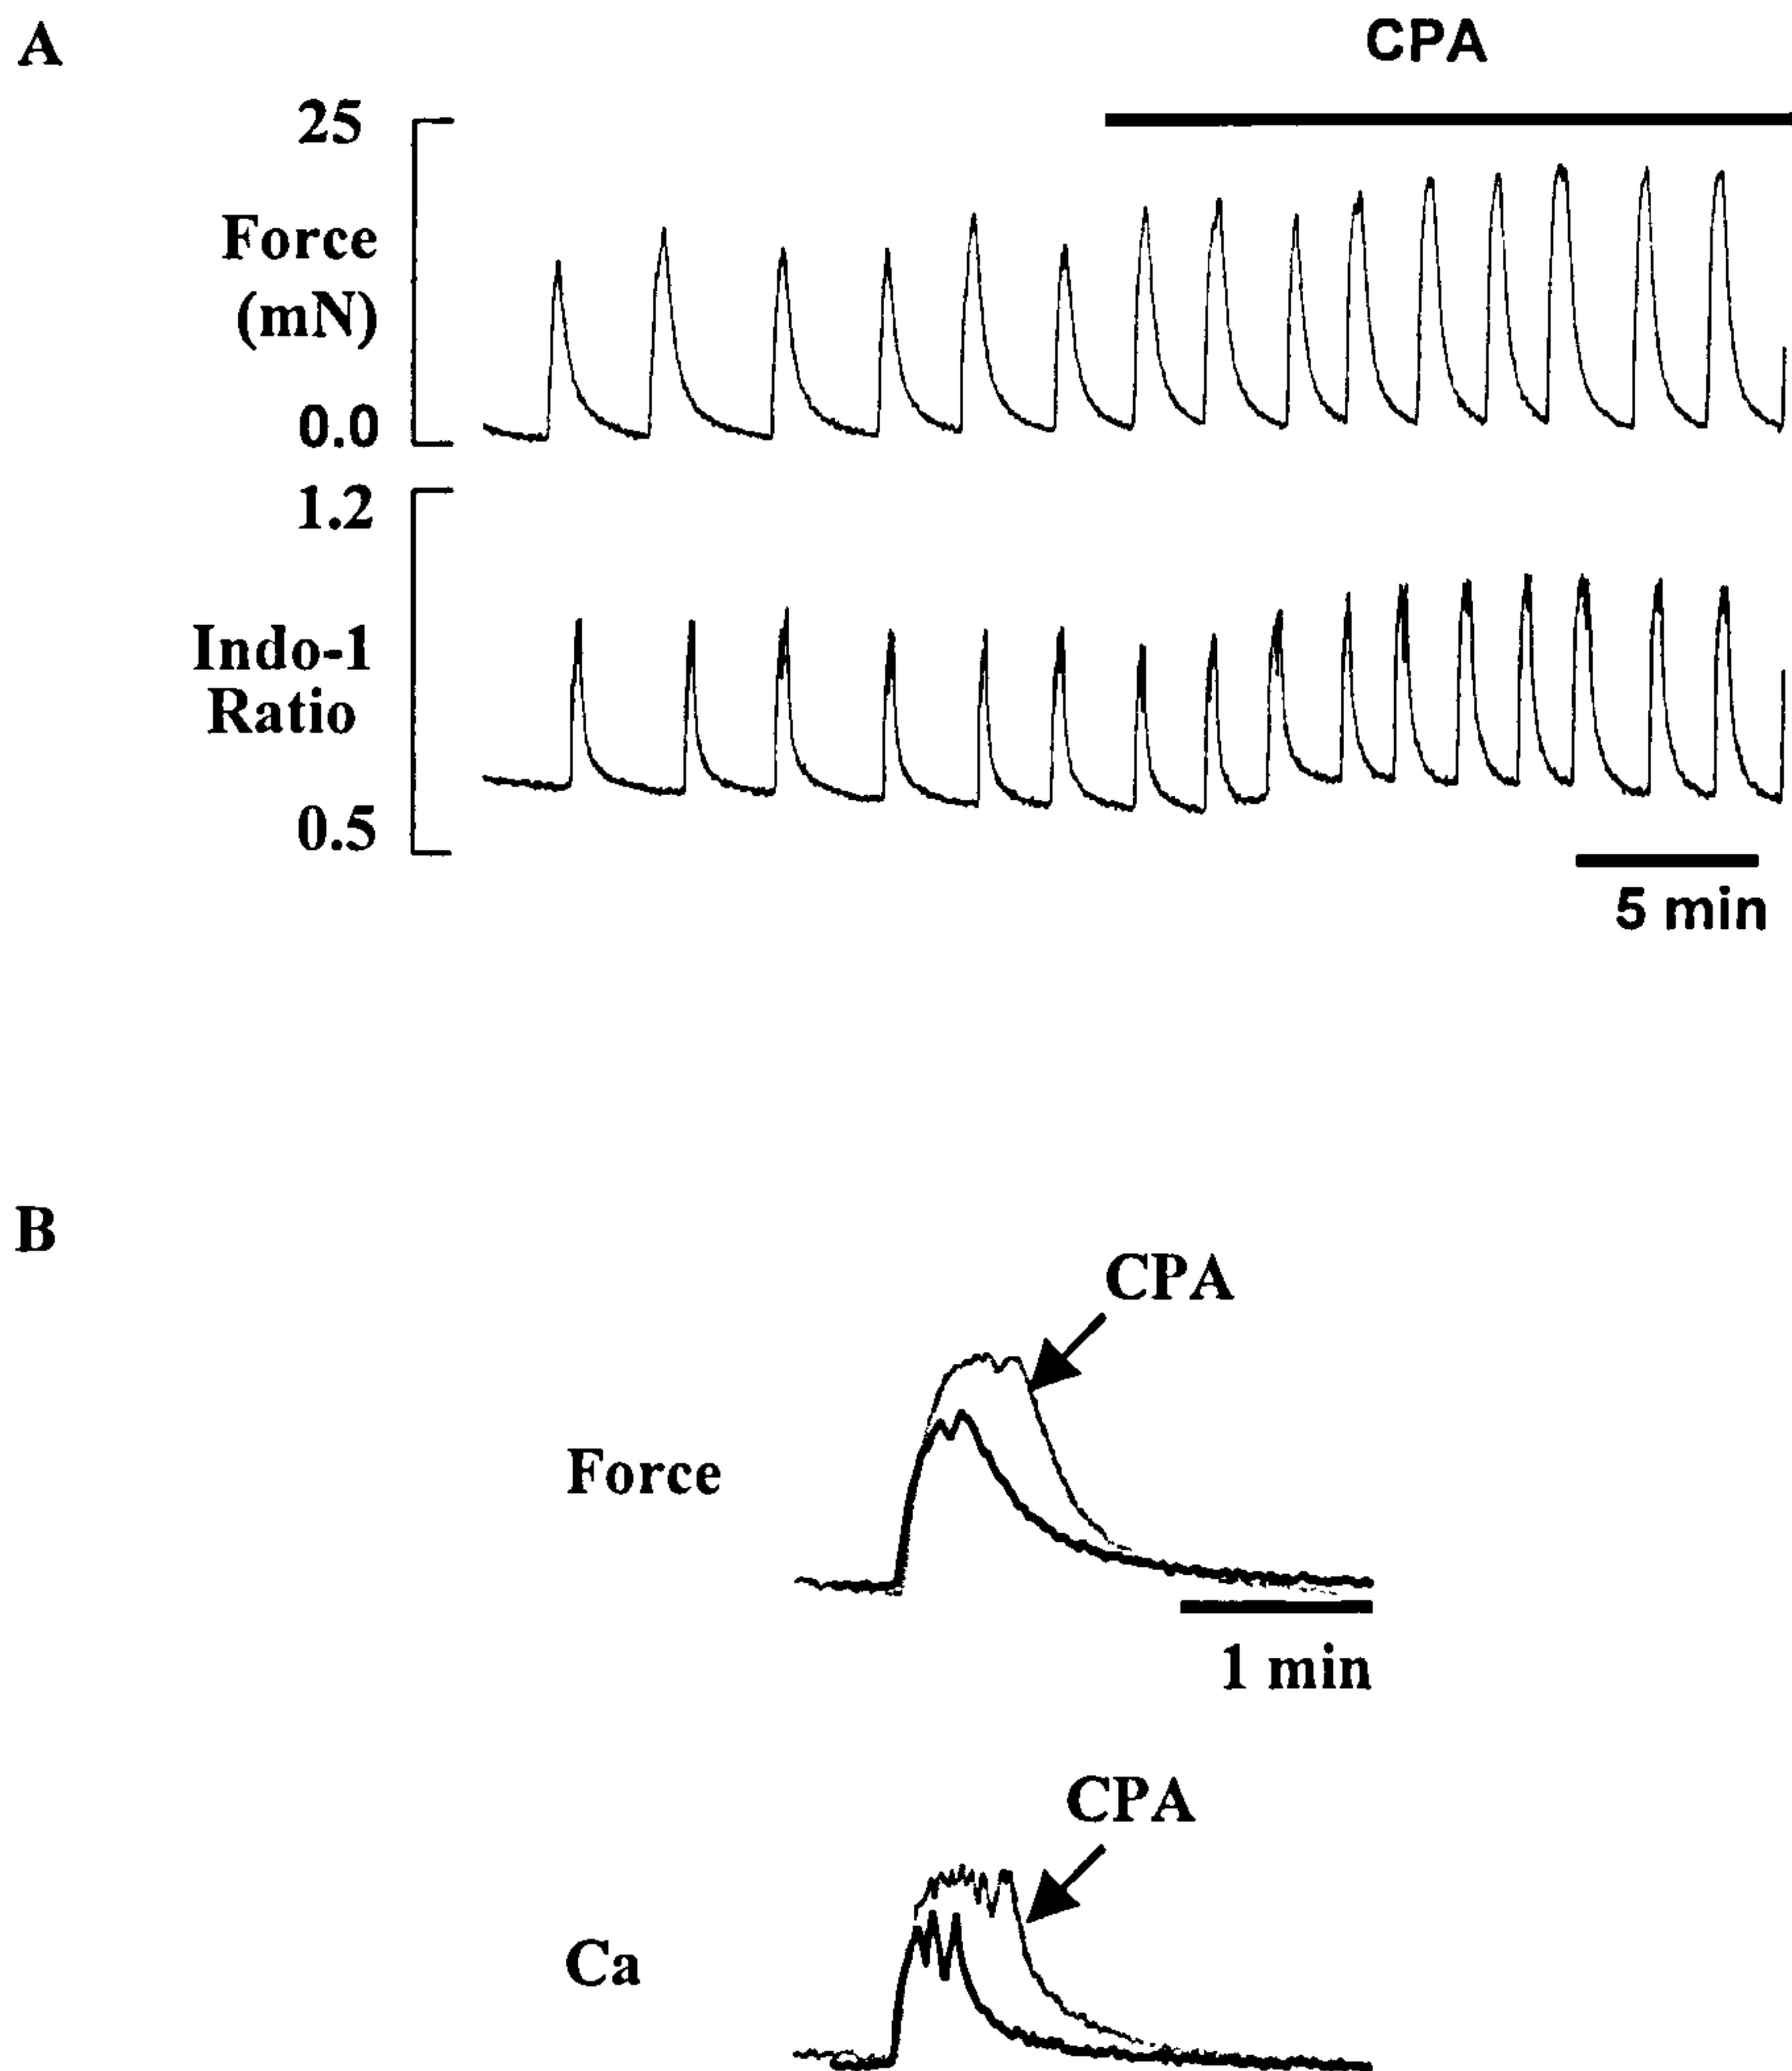 A
CPA
25
Force
(mN)
0.0
1.2
Indo-1
Ratio
0.5
5 min
B
CPA
Force
1 min
CPA
Ca